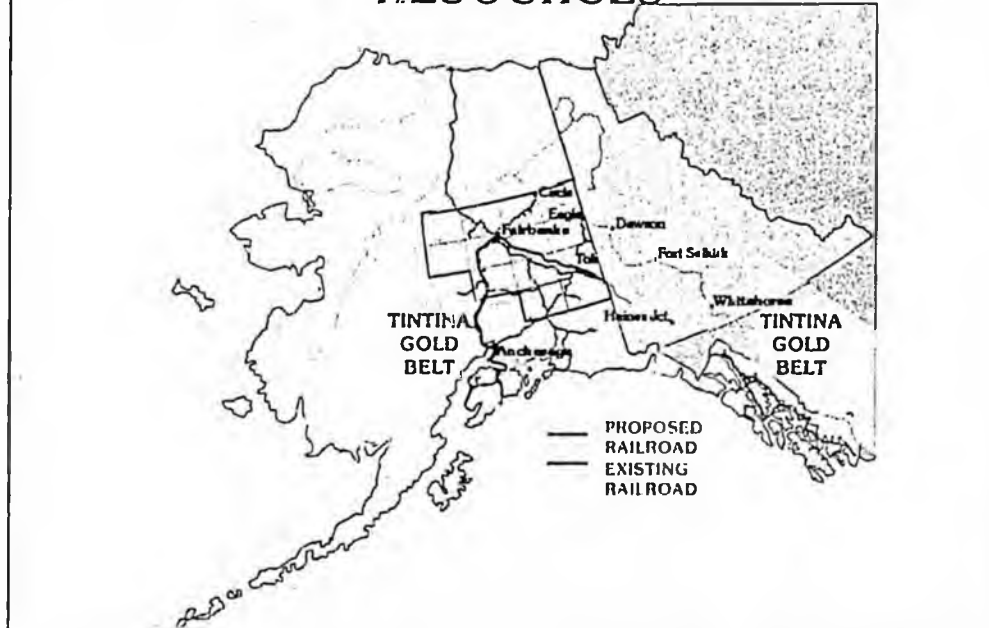 RESOURCES
Circle
Eagle
Fairbanks
Dawson
Tok
Fort Selkirk
Whitehorse
Haines Jct.
TINTINA
GOLD
BELT
Anchorage
TINTINA
GOLD
BELT
PROPOSED
RAILROAD
EXISTING
RAILROAD